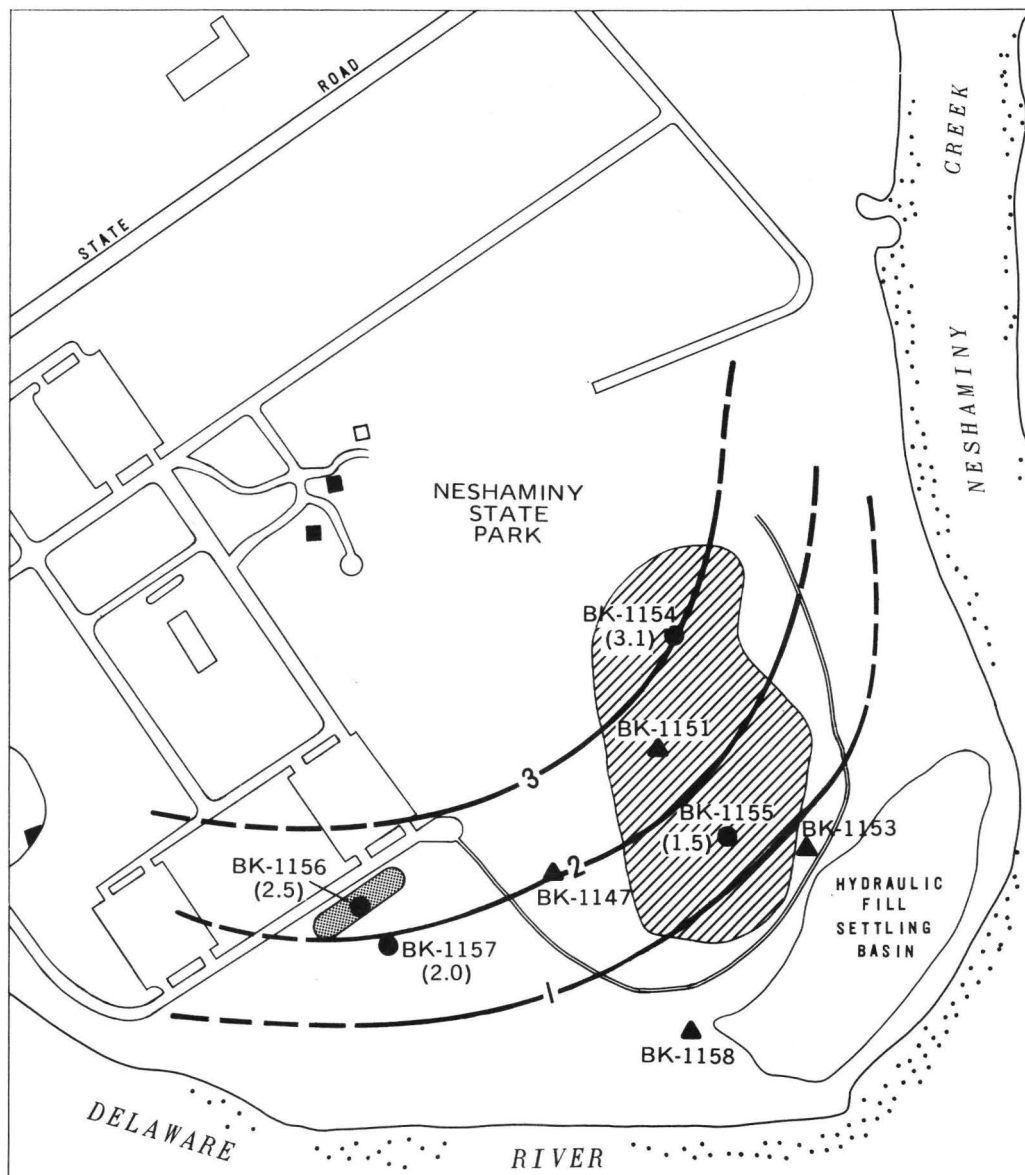 STATE ROAD
CREEK
NESHAMINY
NESHAMINY
STATE
PARK
BK-1154
(3.1)
BK-1151
3
BK-1155
(1.5)
BK-1153
BK-1156
(2.5)
2
BK-1147
HYDRAULIC
FILL
SETTLING
BASIN
BK-1157
(2.0)
1
BK-1158
DELAWARE
RIVER